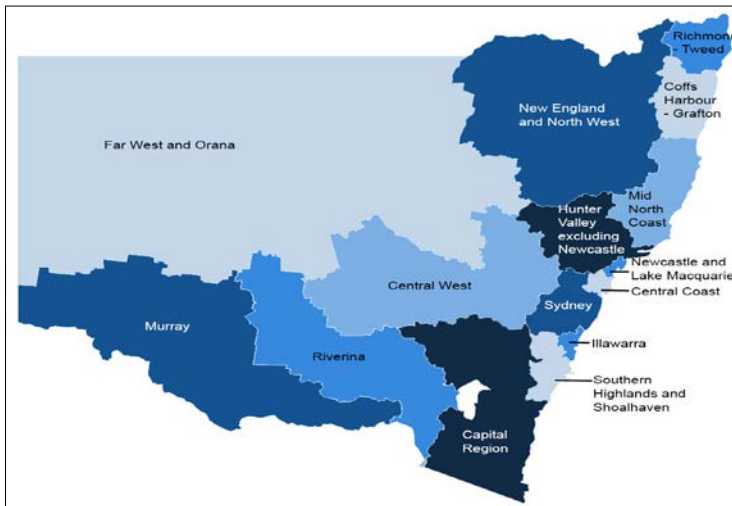 Richmond
- Tweed
Coffs
Harbour
- Grafton
New England
and North West
Far West and Orana
Mid
North
Coast
Hunter
Valley
excluding
Newcastle
Newcastle and
Lake Macquarie
Central Coast
Central West
Sydney
Murray
Illawarra
Riverina
Southern
Highlands and
Shoalhaven
Capital
Region